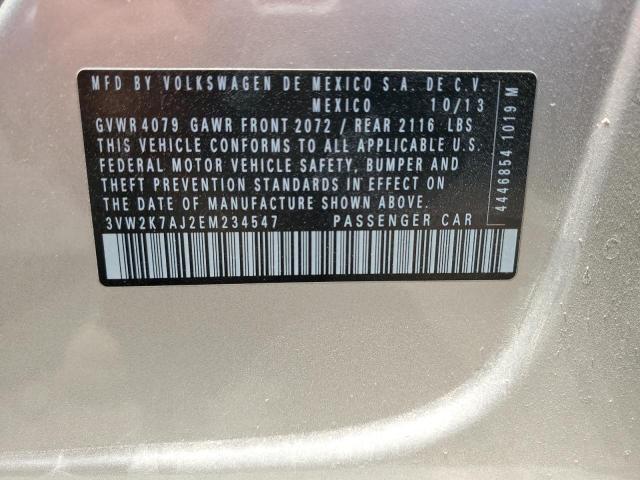 MFD BY VOLKSWAGEN DE MEXICO S.A. DE C.V.
MEXICO 10/13
GVWR 4079 GAWR FRONT 2072 / REAR 2116 LBS
THIS VEHICLE CONFORMS TO ALL APPLICABLE U.S.
FEDERAL MOTOR VEHICLE SAFETY, BUMPER AND
THEFT PREVENTION STANDARDS IN EFFECT ON
THE DATE OF MANUFACTURE SHOWN ABOVE.
3VW2K7AJ2EM234547 PASSENGER CAR
4446854 1019 M